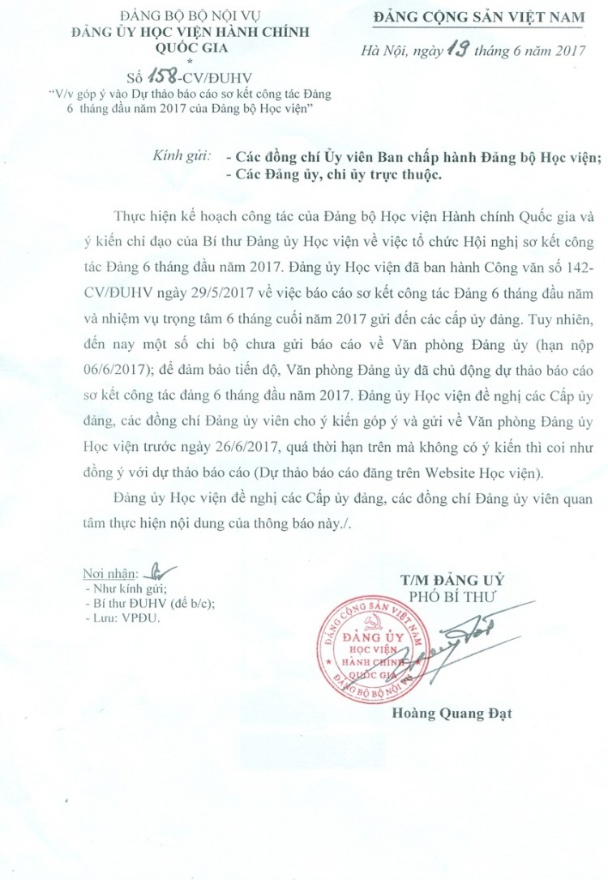 ĐẢNG BỘ BỘ NỘI VỤ
ĐẢNG ỦY HỌC VIỆN HÀNH CHÍNH
QUỐC GIA
*
Số 158-CV/ĐUHV
“V/v góp ý vào Dự thảo báo cáo sơ kết công tác Đảng
6 tháng đầu năm 2017 của Đảng bộ Học viện”
ĐẢNG CỘNG SẢN VIỆT NAM
Hà Nội, ngày 19 tháng 6 năm 2017
Kính gửi: - Các đồng chí Ủy viên Ban chấp hành Đảng bộ Học viện;
- Các Đảng ủy, chi ủy trực thuộc.
Thực hiện kế hoạch công tác của Đảng bộ Học viện Hành chính Quốc gia và
ý kiến chỉ đạo của Bí thư Đảng ủy Học viện về việc tổ chức Hội nghị sơ kết công
tác Đảng 6 tháng đầu năm 2017. Đảng ủy Học viện đã ban hành Công văn số 142-
CV/ĐUHV ngày 29/5/2017 về việc báo cáo sơ kết công tác Đảng 6 tháng đầu năm
và nhiệm vụ trọng tâm 6 tháng cuối năm 2017 gửi đến các cấp ủy đảng. Tuy nhiên,
đến nay một số chi bộ chưa gửi báo cáo về Văn phòng Đảng ủy (hạn nộp
06/6/2017); để đảm bảo tiến độ, Văn phòng Đảng ủy đã chủ động dự thảo báo cáo
sơ kết công tác đảng 6 tháng đầu năm 2017. Đảng ủy Học viện đề nghị các Cấp ủy
đảng, các đồng chí Đảng ủy viên cho ý kiến góp ý và gửi về Văn phòng Đảng ủy
Học viện trước ngày 26/6/2017, quá thời hạn trên mà không có ý kiến thì coi như
đồng ý với dự thảo báo cáo (Dự thảo báo cáo đăng trên Website Học viện).
Đảng ủy Học viện đề nghị các Cấp ủy đảng, các đồng chí Đảng ủy viên quan
tâm thực hiện nội dung của thông báo này./.
Nơi nhận:
- Như kính gửi;
- Bí thư ĐUHV (để b/c);
- Lưu: VPĐU.
T/M ĐẢNG UỶ
PHÓ BÍ THƯ
ĐẢNG CỘNG SẢN VIỆT NAM
ĐẢNG ỦY
HỌC VIỆN
HÀNH CHÍNH
QUỐC GIA
ĐẢNG BỘ BỘ NỘI VỤ
Hoàng Quang Đạt